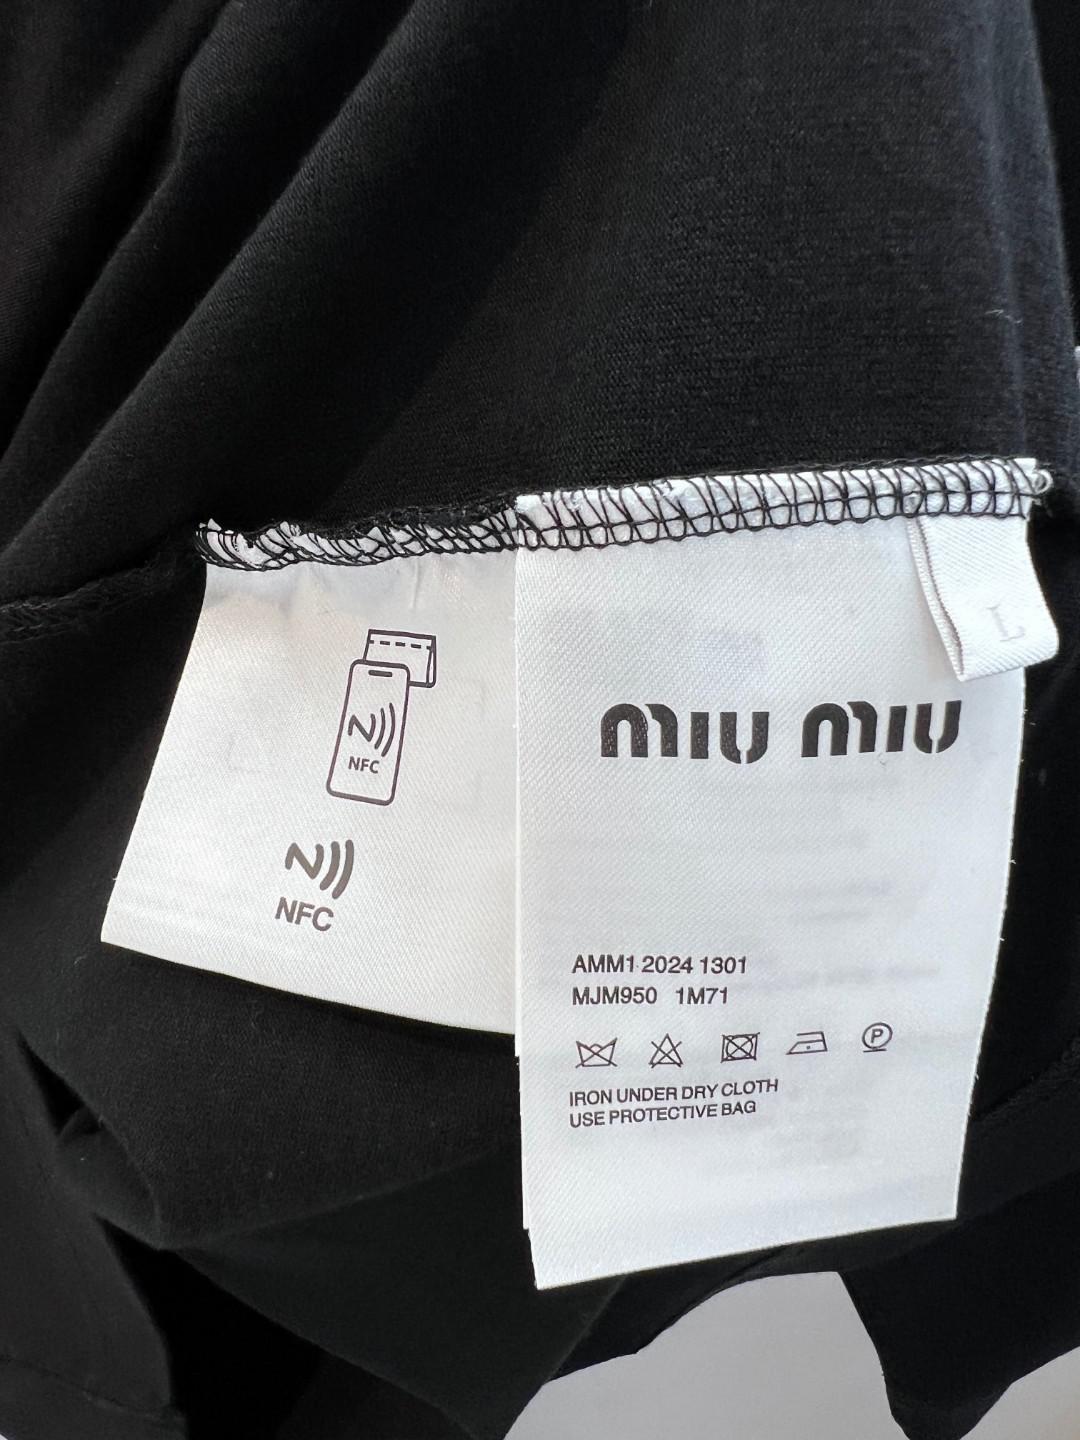 NFC
NFC
L
miu miu
AMM1 2024 1301
MJM950 1M71
P
IRON UNDER DRY CLOTH
USE PROTECTIVE BAG